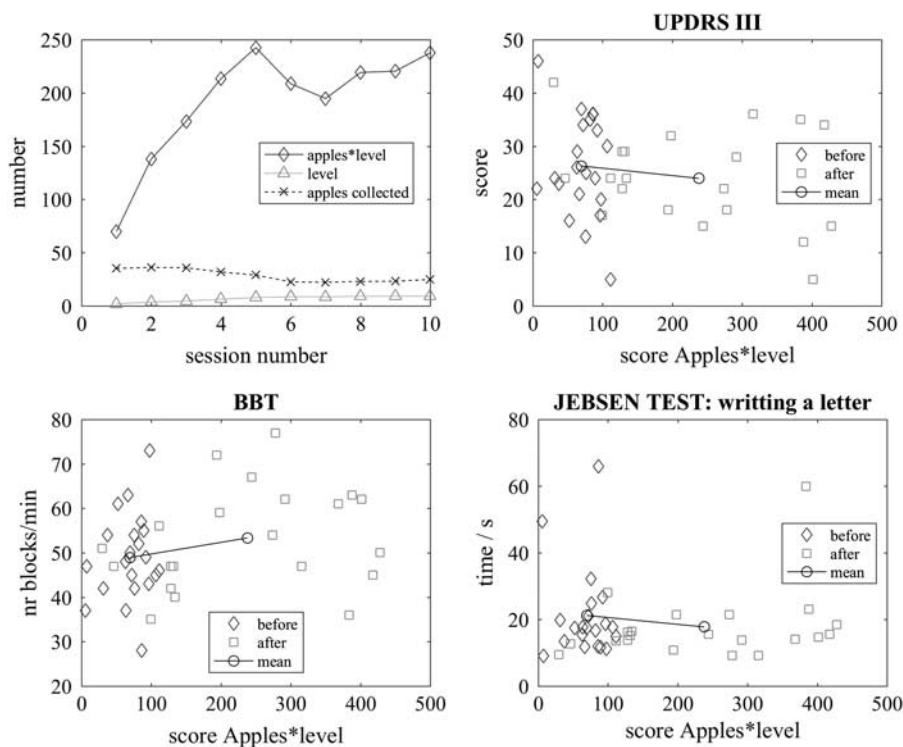 250
200
150
100
50
0
number
apples*level
level
apples collected
0 2 4 6 8 10
session number
UPDRS III
50
40
30
20
10
0
score
before
after
mean
0 100 200 300 400 500
score Apples*level
BBT
80
70
60
50
40
30
20
nr blocks/min
before
after
mean
0 100 200 300 400 500
score Apples*level
JEBSEN TEST: writting a letter
80
60
40
20
0
time / s
before
after
mean
0 100 200 300 400 500
score Apples*level